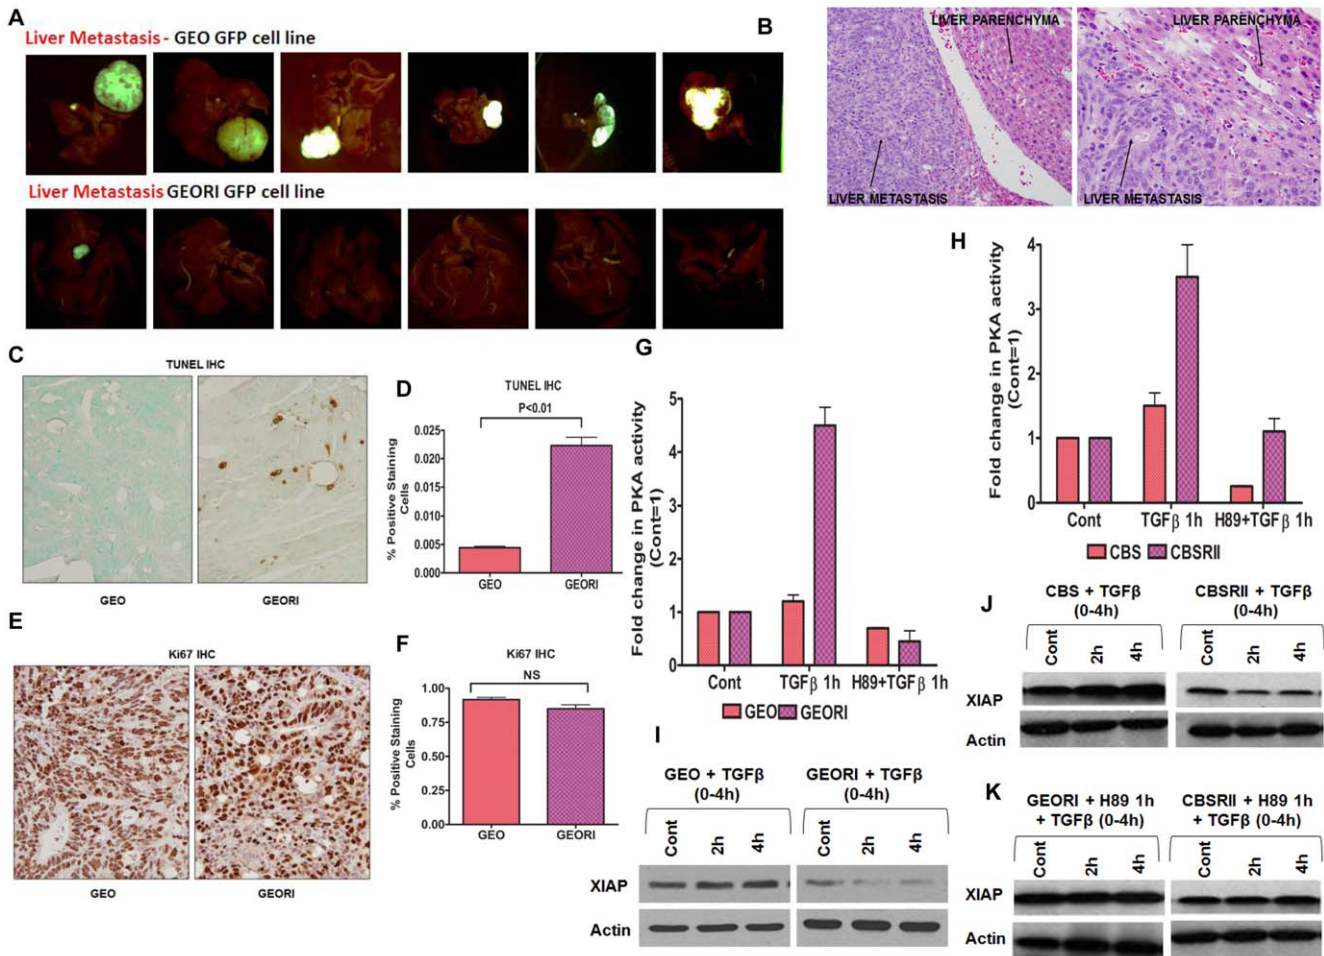 A
Liver Metastasis - GEO GFP cell line
Liver Metastasis GEORI GFP cell line
B
LIVER PARENCHYMA
LIVER METASTASIS
LIVER PARENCHYMA
LIVER METASTASIS
C
TUNEL IHC
GEO
GEORI
D
TUNEL IHC
P<0.01
% Positive Staining
Cells
0.025
0.020
0.015
0.010
0.005
0.000
GEO
GEORI
E
Ki67 IHC
GEO
GEORI
F
Ki67 IHC
NS
% Positive Staining
Cells
1.00
0.75
0.50
0.25
0.00
GEO
GEORI
G
Fold change in PKA activity
(Cont=1)
5
4
3
2
1
0
Cont
TGFβ 1h
H89+TGFβ 1h
GEO
GEORI
H
Fold change in PKA activity
(Cont=1)
4
3
2
1
0
Cont
TGFβ 1h
H89+TGFβ 1h
CBS
CBSRII
I
GEO + TGFβ
(0-4h)
GEORI + TGFβ
(0-4h)
Cont
2h
4h
Cont
2h
4h
XIAP
Actin
J
CBS + TGFβ
(0-4h)
CBSRII + TGFβ
(0-4h)
Cont
2h
4h
Cont
2h
4h
XIAP
Actin
K
GEORI + H89 1h
+ TGFβ (0-4h)
CBSRII + H89 1h
+ TGFβ (0-4h)
Cont
2h
4h
Cont
2h
4h
XIAP
Actin